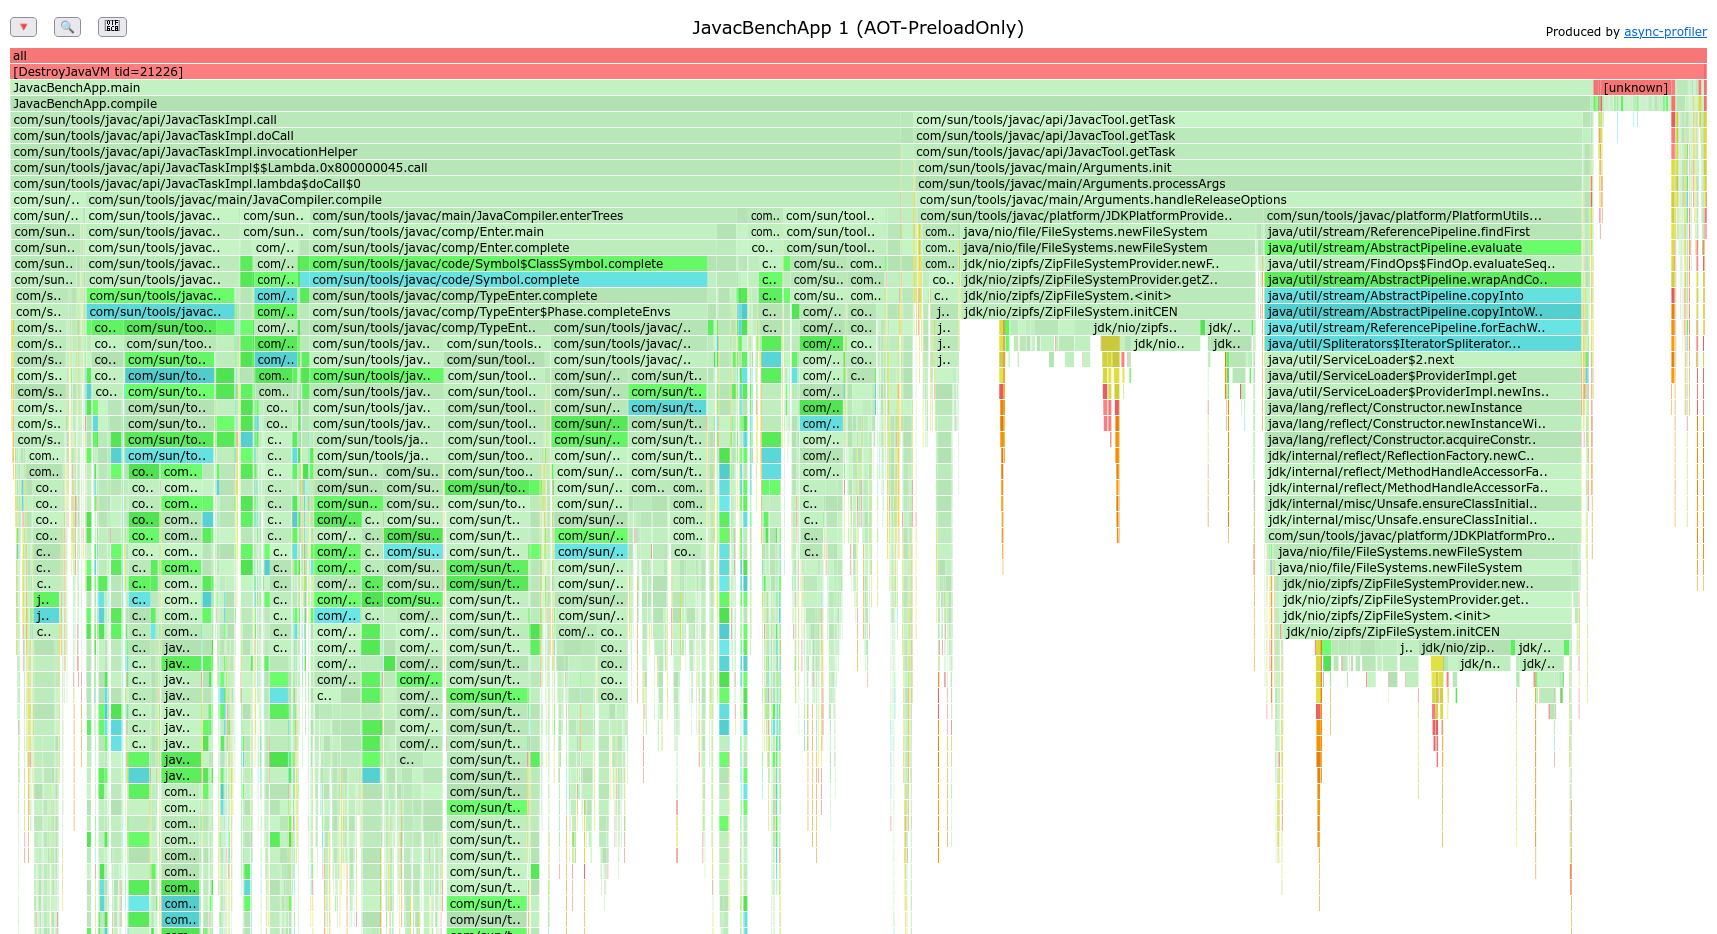 JavacBenchApp 1 (AOT-PreloadOnly)
Produced by async-profiler
all
[DestroyJavaVM tid=21226]
JavacBenchApp.main [unknown]
JavacBenchApp.compile
com/sun/tools/javac/api/JavacTaskImpl.call com/sun/tools/javac/api/JavacTool.getTask
com/sun/tools/javac/api/JavacTaskImpl.doCall com/sun/tools/javac/api/JavacTool.getTask
com/sun/tools/javac/api/JavacTaskImpl.invocationHelper com/sun/tools/javac/api/JavacTool.getTask
com/sun/tools/javac/api/JavacTaskImpl$$Lambda.0x800000045.call com/sun/tools/javac/main/Arguments.init
com/sun/tools/javac/api/JavacTaskImpl.lambda$doCall$0 com/sun/tools/javac/main/Arguments.processArgs
com/sun/.. com/sun/tools/javac/main/JavaCompiler.compile com/sun/tools/javac/main/Arguments.handleReleaseOptions
com/sun/.. com/sun/tools/javac.. com/sun.. com/sun/tools/javac/main/JavaCompiler.enterTrees com.. com/sun/tool.. com/sun/tools/javac/platform/JDKPlatformProvide.. com/sun/tools/javac/platform/PlatformUtils...
com/sun.. com/sun/tools/javac.. com/sun.. com/sun/tools/javac/comp/Enter.main com.. com/sun/tool.. com.. java/nio/file/FileSystems.newFileSystem java/util/stream/ReferencePipeline.findFirst
com/sun.. com/sun/tools/javac.. com/.. com/sun/tools/javac/comp/Enter.complete co.. com/sun/tool.. com.. java/nio/file/FileSystems.newFileSystem java/util/stream/AbstractPipeline.evaluate
com/sun.. com/sun/tools/javac.. com/.. com/sun/tools/javac/code/Symbol$ClassSymbol.complete c.. com/su.. com.. com.. jdk/nio/zipfs/ZipFileSystemProvider.newF.. java/util/stream/FindOps$FindOp.evaluateSeq..
com/sun.. com/sun/tools/javac.. com/.. com/sun/tools/javac/code/Symbol.complete c.. com/su.. com.. jdk/nio/zipfs/ZipFileSystemProvider.getZ.. java/util/stream/AbstractPipeline.wrapAndCo..
com/s.. com/sun/tools/javac.. com/.. com/sun/tools/javac/comp/TypeEnter.complete c.. com/su.. com.. c.. jdk/nio/zipfs/ZipFileSystem.<init> java/util/stream/AbstractPipeline.copyInto
com/s.. com/sun/tools/javac.. com/.. com/sun/tools/javac/comp/TypeEnter$Phase.completeEnvs c.. com/.. co.. j.. jdk/nio/zipfs/ZipFileSystem.initCEN java/util/stream/AbstractPipeline.copyIntoW..
com/s.. co.. com/sun/too.. com/.. com/sun/tools/javac/comp/TypeEnt.. com/sun/tools/javac/.. c.. com/.. co.. j.. jdk/nio/zipfs.. jdk/.. java/util/stream/ReferencePipeline.forEachW..
com/s.. co.. com/sun/too.. com/.. com/sun/tools/jav.. com/sun/tools.. com/sun/tools/javac/.. com/.. co.. j.. jdk/nio.. jdk.. java/util/Spliterators$IteratorSpliterator...
com/s.. co.. com/sun/to.. com/.. com/sun/tools/jav.. com/sun/tool.. com/sun/tools/javac/.. com/.. co.. j.. java/util/ServiceLoader$2.next
com/s.. co.. com/sun/to.. com.. com/sun/tools/jav.. com/sun/tool.. com/sun/.. com/sun/t.. com/.. c.. java/util/ServiceLoader$ProviderImpl.get
com/s.. co.. com/sun/to.. com.. com/sun/tools/jav.. com/sun/tool.. com/sun/.. com/sun/t.. com/.. java/util/ServiceLoader$ProviderImpl.newIns..
com/s.. com/sun/to.. co.. com/sun/tools/jav.. com/sun/tool.. com/sun/.. com/sun/t.. com/.. java/lang/reflect/Constructor.newInstance
com/s.. com/sun/to.. co.. com/sun/tools/jav.. com/sun/tool.. com/sun/.. com/sun/t.. com/.. java/lang/reflect/Constructor.newInstanceWi..
com/s.. com/sun/to.. c.. com/sun/tools/ja.. com/sun/tool.. com/sun/.. com/sun/t.. com/.. java/lang/reflect/Constructor.acquireConstr..
com.. com/sun/to.. c.. com/sun/tools/ja.. com/sun/too.. com/sun/.. com/sun/t.. com/.. jdk/internal/reflect/ReflectionFactory.newC..
com.. co.. com.. c.. com/sun.. com/su.. com/sun/too.. com/sun/.. com/sun/t.. com/.. jdk/internal/reflect/MethodHandleAccessorFa..
co.. co.. com.. c.. com/sun.. com/su.. com/sun/to.. com/sun/.. com.. com.. c.. jdk/internal/reflect/MethodHandleAccessorFa..
co.. co.. com.. c.. com/sun.. com/su.. com/sun/to.. com/sun/.. com.. c.. jdk/internal/misc/Unsafe.ensureClassInitial..
co.. co.. com.. c.. com/.. c.. com/su.. com/sun/t.. com/sun/.. com.. c.. jdk/internal/misc/Unsafe.ensureClassInitial..
co.. co.. com.. c.. com/.. c.. com/su.. com/sun/t.. com/sun/.. com.. c.. com/sun/tools/javac/platform/JDKPlatformPro..
c.. co.. com.. c.. com/.. c.. com/su.. com/sun/t.. com/sun/.. co.. c.. java/nio/file/FileSystems.newFileSystem
c.. c.. com.. c.. com/.. c.. com/su.. com/sun/t.. com/sun/.. java/nio/file/FileSystems.newFileSystem
c.. c.. com.. c.. com/.. c.. com/su.. com/sun/t.. com/sun/.. jdk/nio/zipfs/ZipFileSystemProvider.new..
j.. c.. com.. c.. com/.. c.. com/su.. com/sun/t.. com/sun/.. jdk/nio/zipfs/ZipFileSystemProvider.get..
j.. c.. com.. c.. com/.. c.. com/.. com/sun/t.. com/sun/.. jdk/nio/zipfs/ZipFileSystem.<init>
c.. c.. com.. c.. com/.. com/.. com/sun/t.. com/.. co.. jdk/nio/zipfs/ZipFileSystem.initCEN
c.. jav.. c.. com/.. com/.. com/sun/t.. co.. j.. jdk/nio/zip.. jdk/..
c.. jav.. com/.. com/.. com/sun/t.. co.. jdk/n.. jdk/..
c.. jav.. com/.. com/.. com/sun/t.. co..
c.. jav.. c.. com/.. com/sun/t.. co..
c.. jav.. com/.. com/sun/t..
c.. jav.. com/.. com/sun/t..
c.. jav.. com/.. com/sun/t..
jav.. c.. com/sun/t..
jav.. com/sun/t..
com.. com/sun/t..
com.. com/sun/t..
com.. com/sun/t..
com.. com/sun/t..
com.. com/sun/t..
com.. com/sun/t..
com.. com/sun/t..
com.. com/sun/t..
com.. com/sun/t..